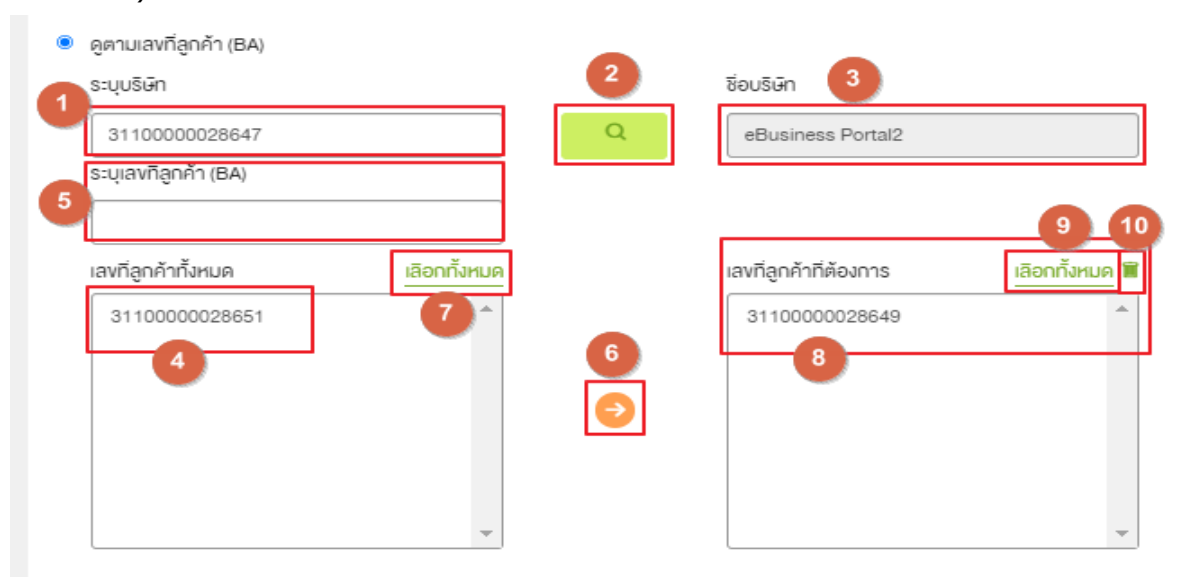 ดูตามเลขที่ลูกค้า (BA)
ระบุบริษัท
2
ชื่อบริษัท
3
1
31100000028647
eBusiness Portal2
ระบุเลขที่ลูกค้า (BA)
5
9
10
เลขที่ลูกค้าทั้งหมด
เลือกทั้งหมด
เลขที่ลูกค้าที่ต้องการ
เลือกทั้งหมด
31100000028651
7
31100000028649
4
6
8